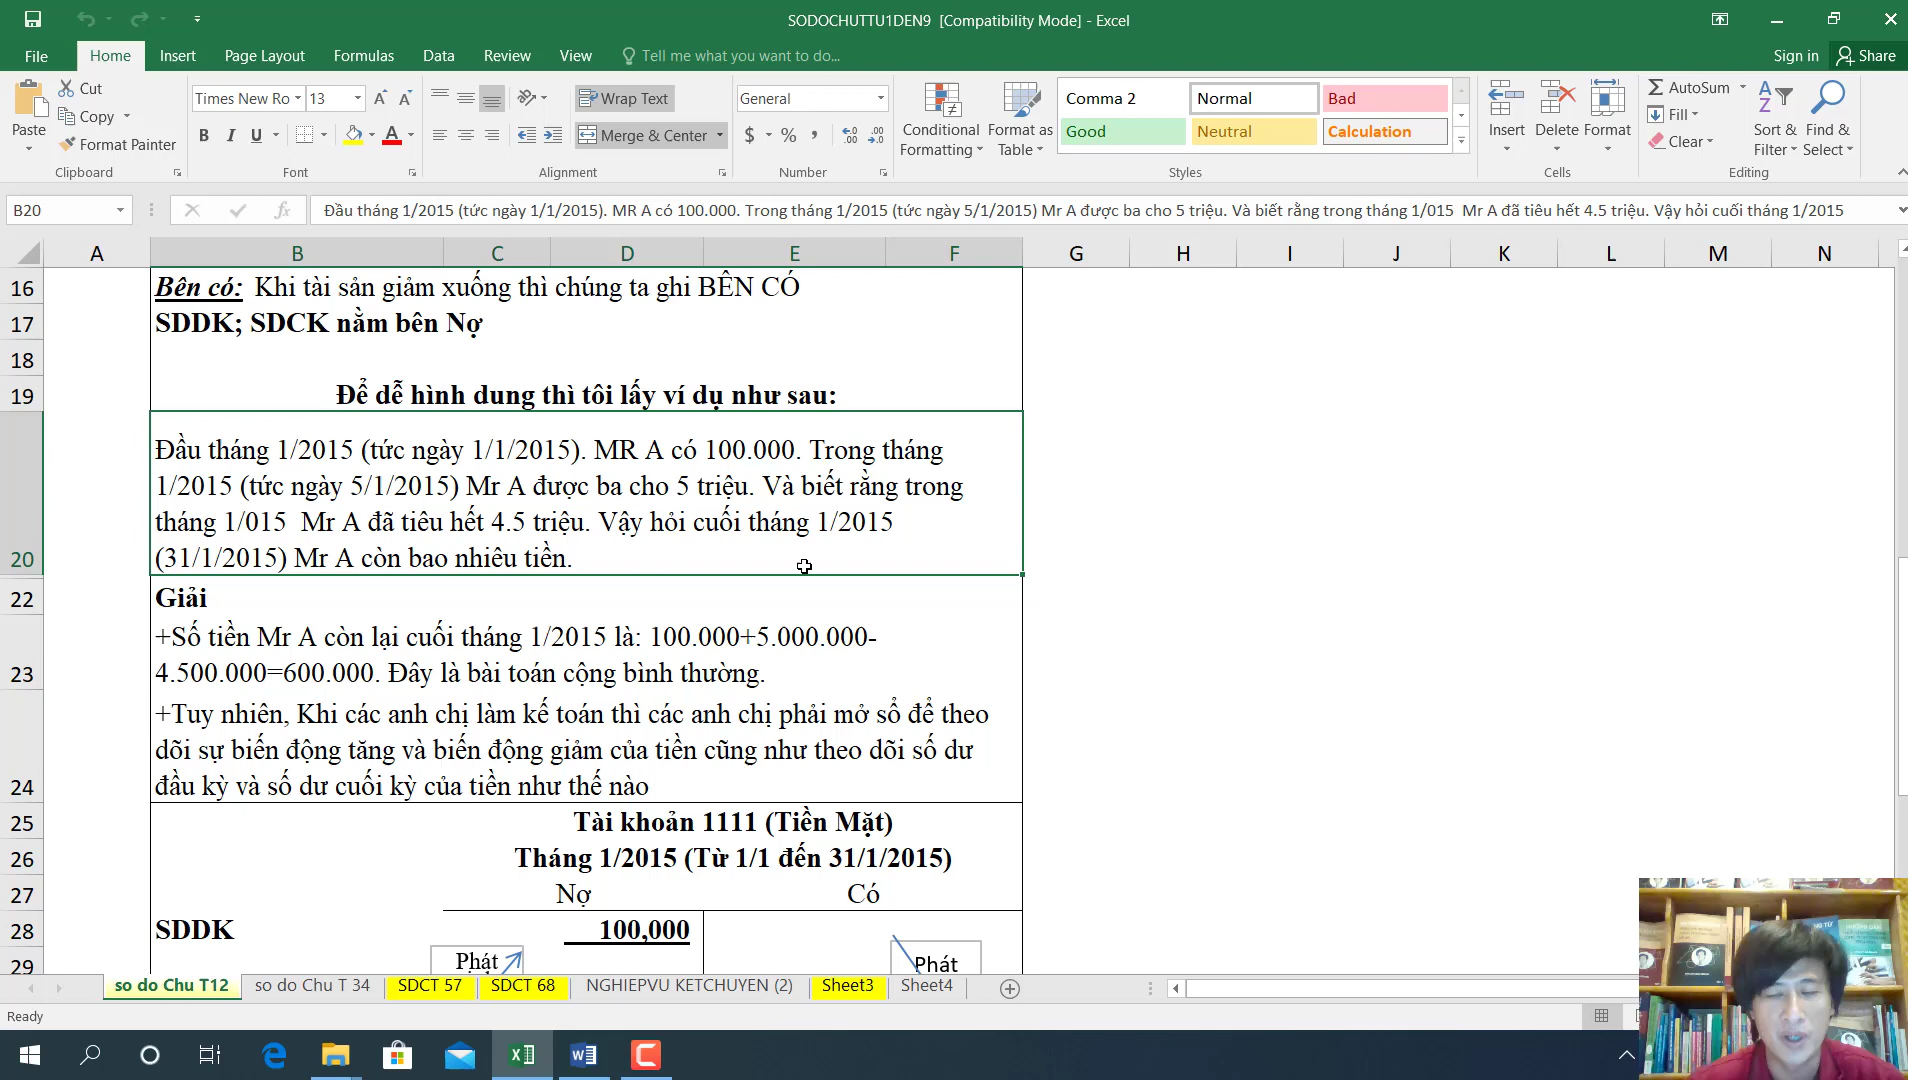 SODOCHUTTU1DEN9 [Compatibility Mode] - Excel
File Home Insert Page Layout Formulas Data Review View Tell me what you want to do... Sign in Share
Paste Cut Copy Format Painter Clipboard
Times New Ro 13 B I U A Font
Wrap Text Merge & Center Alignment
General $ % , Number
Conditional Formatting Format as Table
Comma 2 Normal Bad
Good Neutral Calculation
Styles
Insert Delete Format Cells
AutoSum Fill Clear Sort & Filter Find & Select Editing
B20 fx Đầu tháng 1/2015 (tức ngày 1/1/2015). MR A có 100.000. Trong tháng 1/2015 (tức ngày 5/1/2015) Mr A được ba cho 5 triệu. Và biết rằng trong tháng 1/015 Mr A đã tiêu hết 4.5 triệu. Vậy hỏi cuối tháng 1/2015
A B C D E F G H I J K L M N
16 Bên có: Khi tài sản giảm xuống thì chúng ta ghi BÊN CÓ
17 SDDK; SDCK nằm bên Nợ
18
19 Để dễ hình dung thì tôi lấy ví dụ như sau:
Đầu tháng 1/2015 (tức ngày 1/1/2015). MR A có 100.000. Trong tháng
1/2015 (tức ngày 5/1/2015) Mr A được ba cho 5 triệu. Và biết rằng trong
tháng 1/015 Mr A đã tiêu hết 4.5 triệu. Vậy hỏi cuối tháng 1/2015
20 (31/1/2015) Mr A còn bao nhiêu tiền.
22 Giải
+Số tiền Mr A còn lại cuối tháng 1/2015 là: 100.000+5.000.000-
23 4.500.000=600.000. Đây là bài toán cộng bình thường.
+Tuy nhiên, Khi các anh chị làm kế toán thì các anh chị phải mở sổ để theo
dõi sự biến động tăng và biến động giảm của tiền cũng như theo dõi số dư
24 đầu kỳ và số dư cuối kỳ của tiền như thế nào
25 Tài khoản 1111 (Tiền Mặt)
26 Tháng 1/2015 (Từ 1/1 đến 31/1/2015)
27 Nợ Có
28 SDDK 100,000
29 Phát Phát
so do Chu T12 so do Chu T 34 SDCT 57 SDCT 68 NGHIEPVU KETCHUYEN (2) Sheet3 Sheet4
Ready